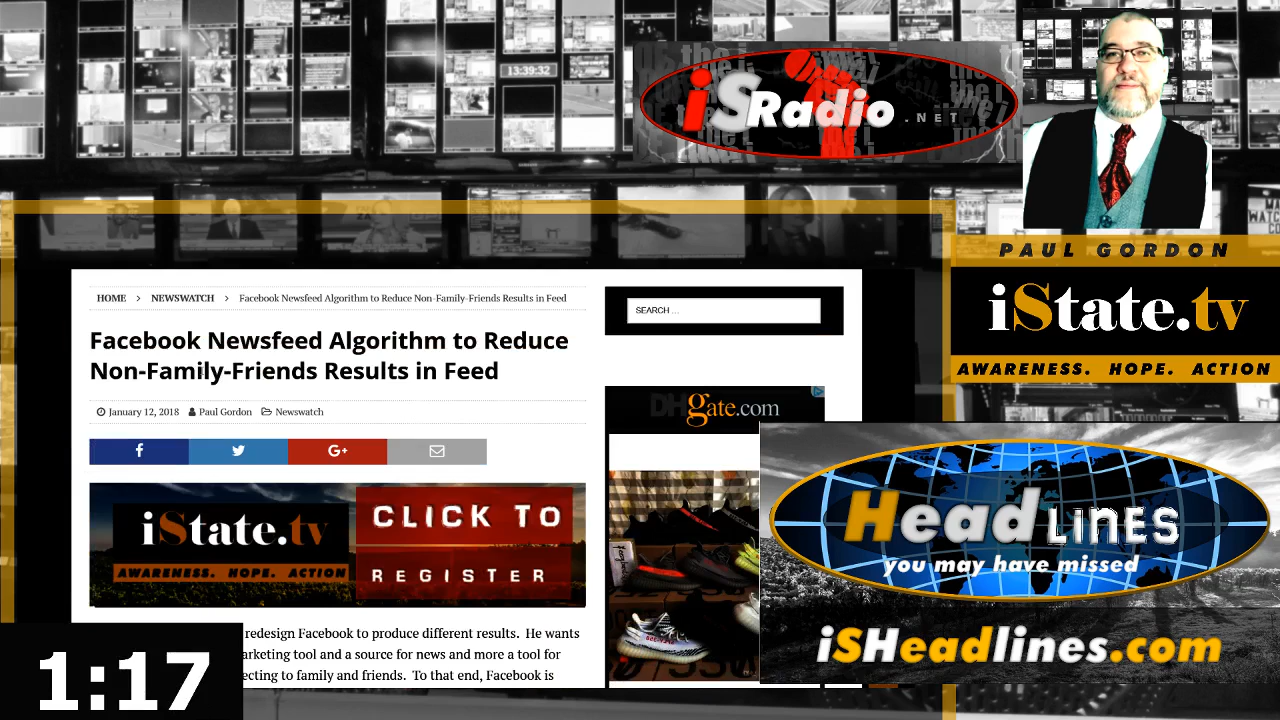 13:39:32
iSRadio.NET
PAUL GORDON
iState.tv
AWARENESS. HOPE. ACTION
HOME > NEWSWATCH > Facebook Newsfeed Algorithm to Reduce Non-Family-Friends Results in Feed
SEARCH ...
Facebook Newsfeed Algorithm to Reduce
Non-Family-Friends Results in Feed
January 12, 2018 Paul Gordon Newswatch
DHgate.com
iState.tv
AWARENESS. HOPE. ACTION
CLICK TO
REGISTER
redesign Facebook to produce different results. He wants
arketing tool and a source for news and more a tool for
ecting to family and friends. To that end, Facebook is
HeadLINES
you may have missed
iSHeadlines.com
1:17